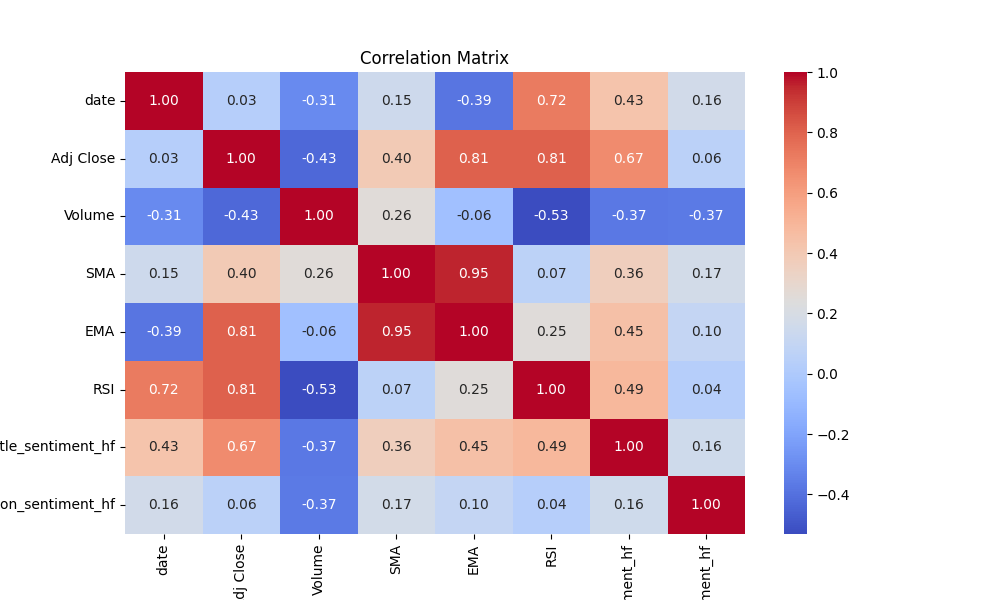 Correlation Matrix
date 1.00 0.03 -0.31 0.15 -0.39 0.72 0.43 0.16
Adj Close 0.03 1.00 -0.43 0.40 0.81 0.81 0.67 0.06
Volume -0.31 -0.43 1.00 0.26 -0.06 -0.53 -0.37 -0.37
SMA 0.15 0.40 0.26 1.00 0.95 0.07 0.36 0.17
EMA -0.39 0.81 -0.06 0.95 1.00 0.25 0.45 0.10
RSI 0.72 0.81 -0.53 0.07 0.25 1.00 0.49 0.04
tle_sentiment_hf 0.43 0.67 -0.37 0.36 0.45 0.49 1.00 0.16
on_sentiment_hf 0.16 0.06 -0.37 0.17 0.10 0.04 0.16 1.00
date
dj Close
Volume
SMA
EMA
RSI
ment_hf
ment_hf
1.0
0.8
0.6
0.4
0.2
0.0
−0.2
−0.4